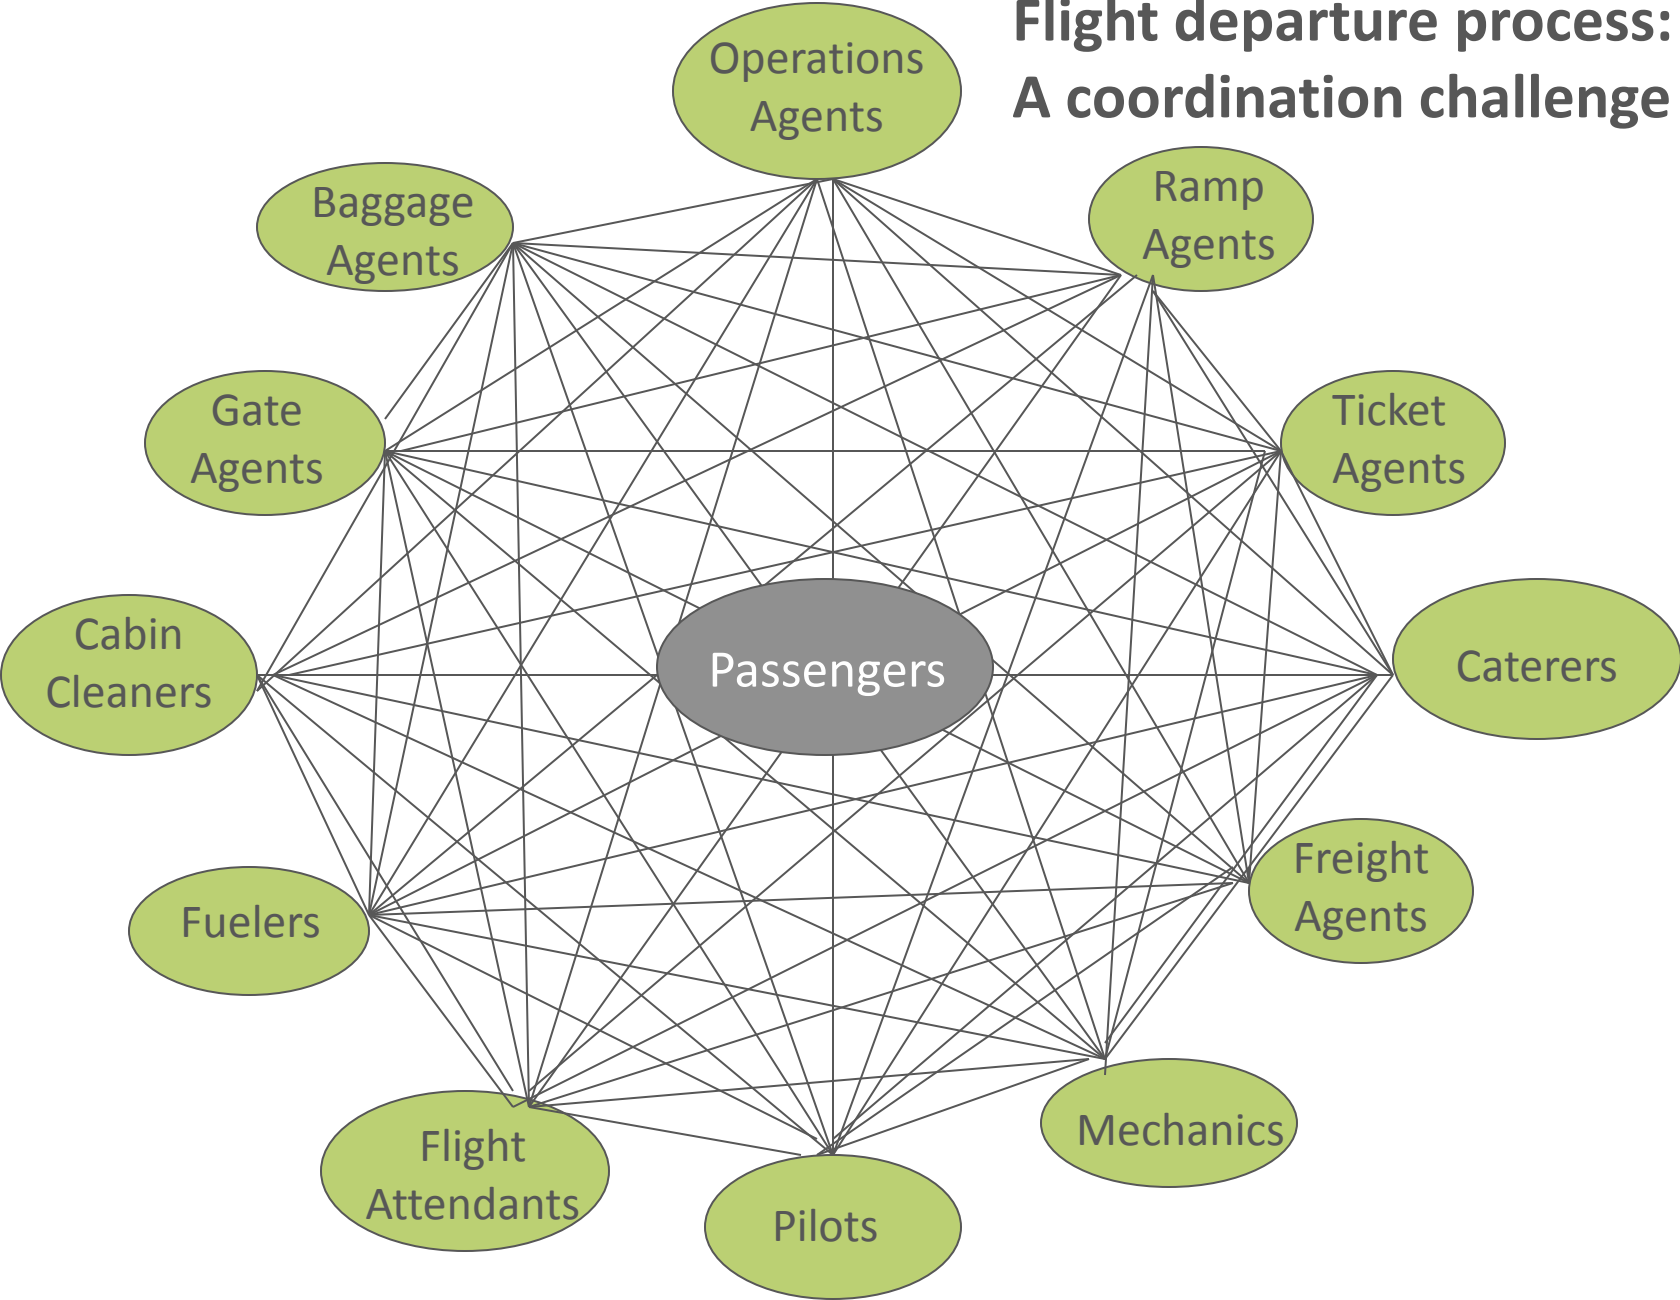 Flight departure process:
A coordination challenge
Operations
Agents
Ramp
Agents
Baggage
Agents
Gate
Agents
Ticket
Agents
Cabin
Cleaners
Passengers
Caterers
Fuelers
Freight
Agents
Flight
Attendants
Mechanics
Pilots